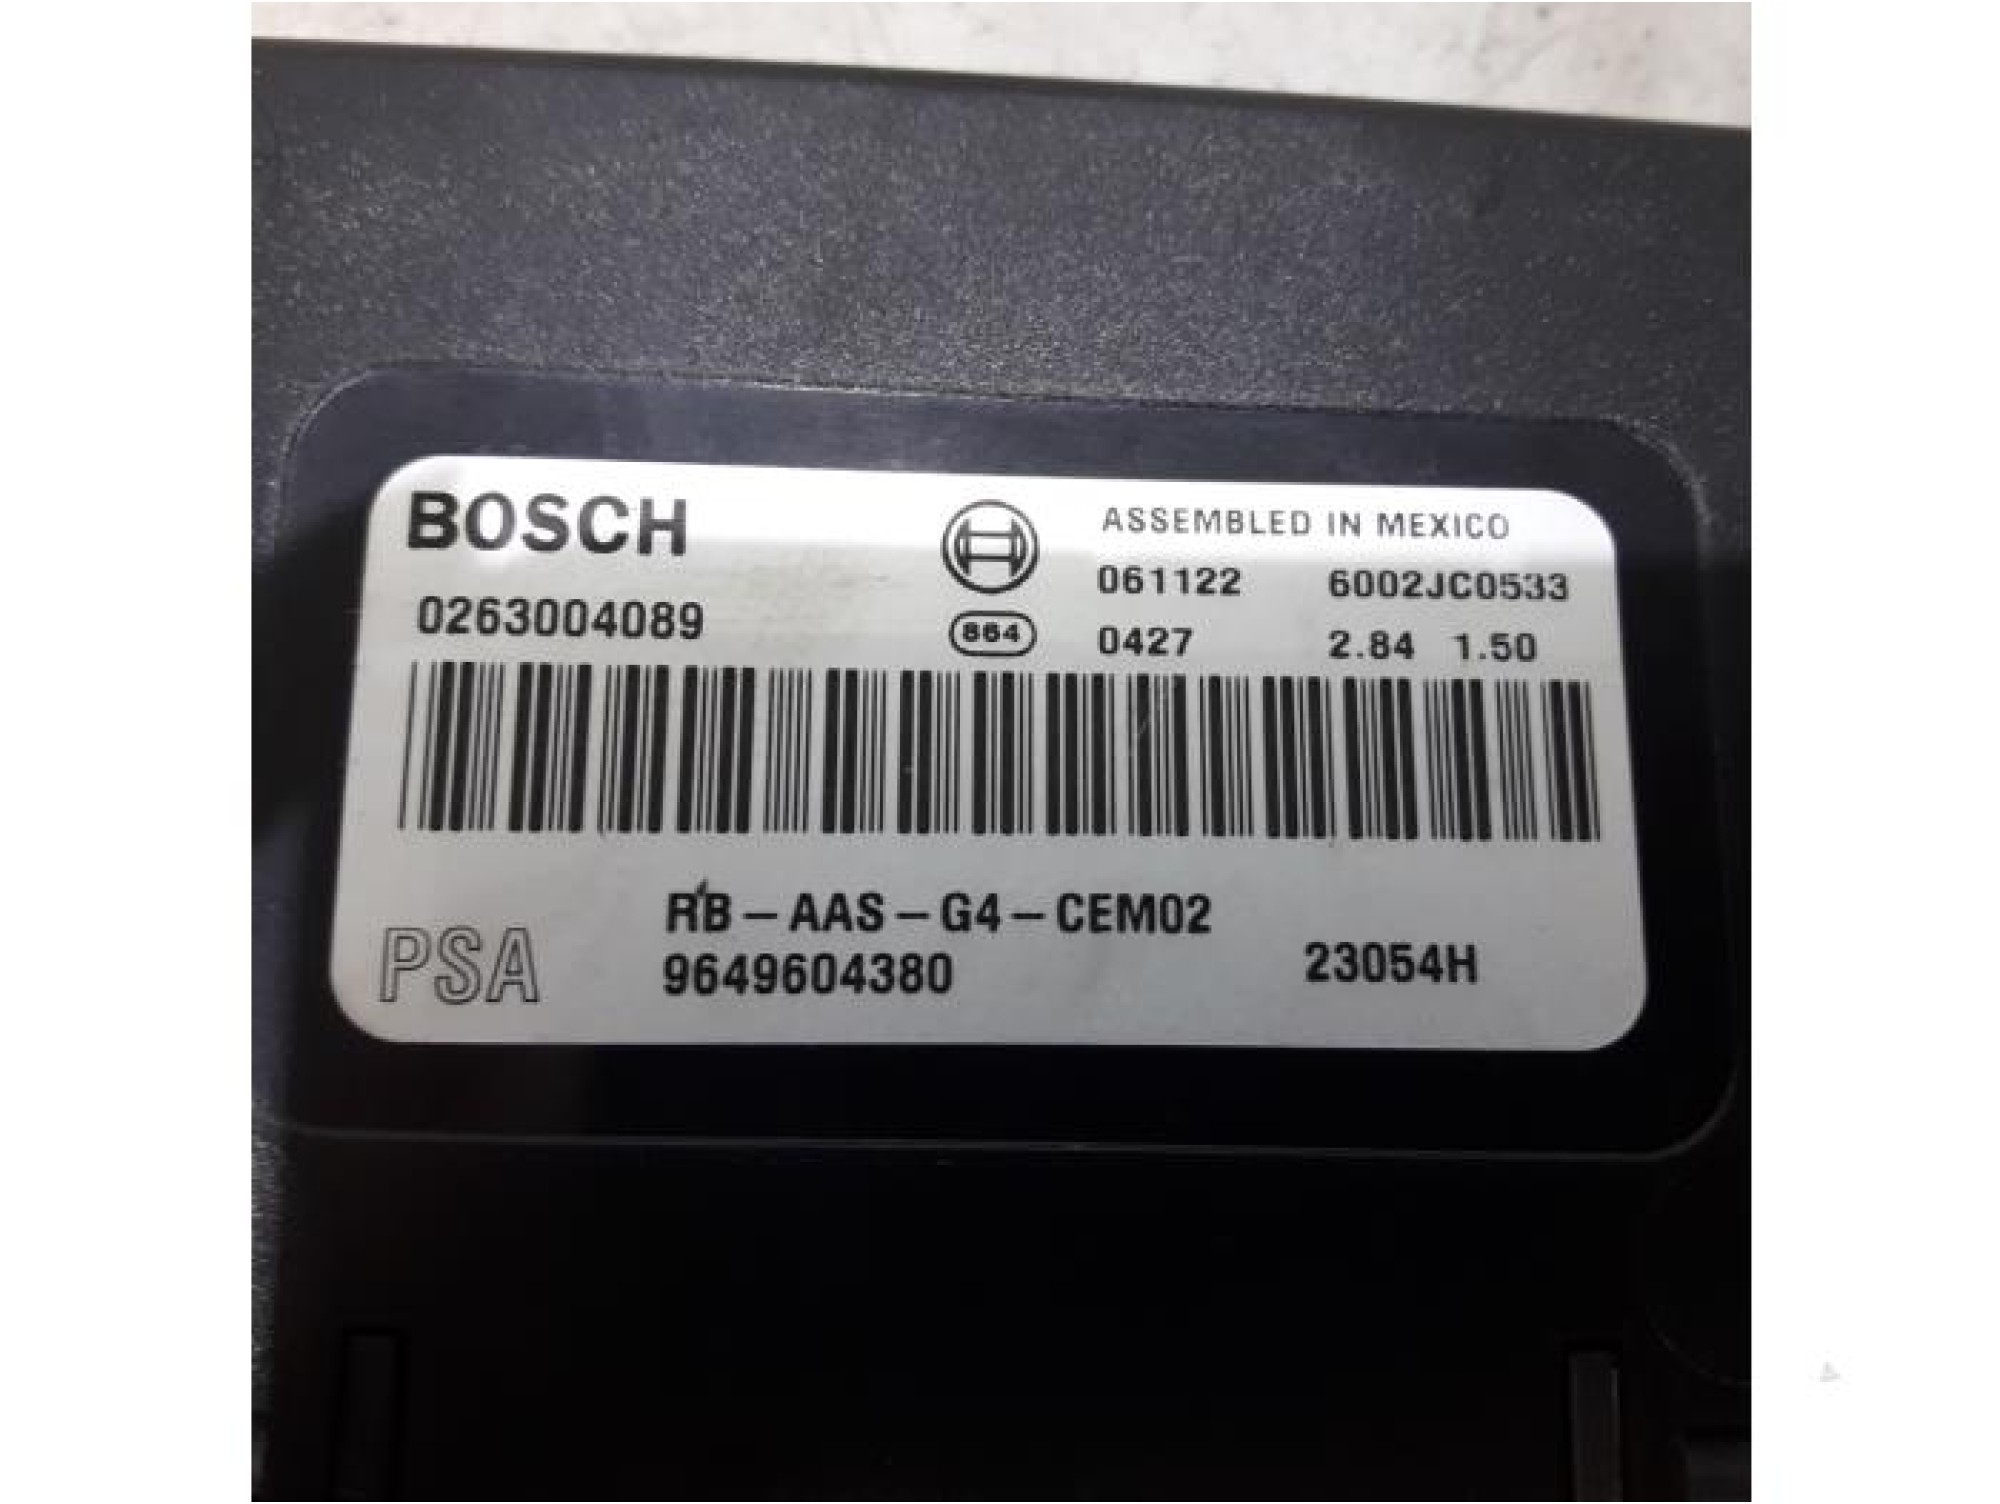 BOSCH
ASSEMBLED IN MEXICO
061122 6002JC0533
0263004089
864
0427 2.84 1.50
RB-AAS-G4-CEM02
PSA
9649604380 23054H